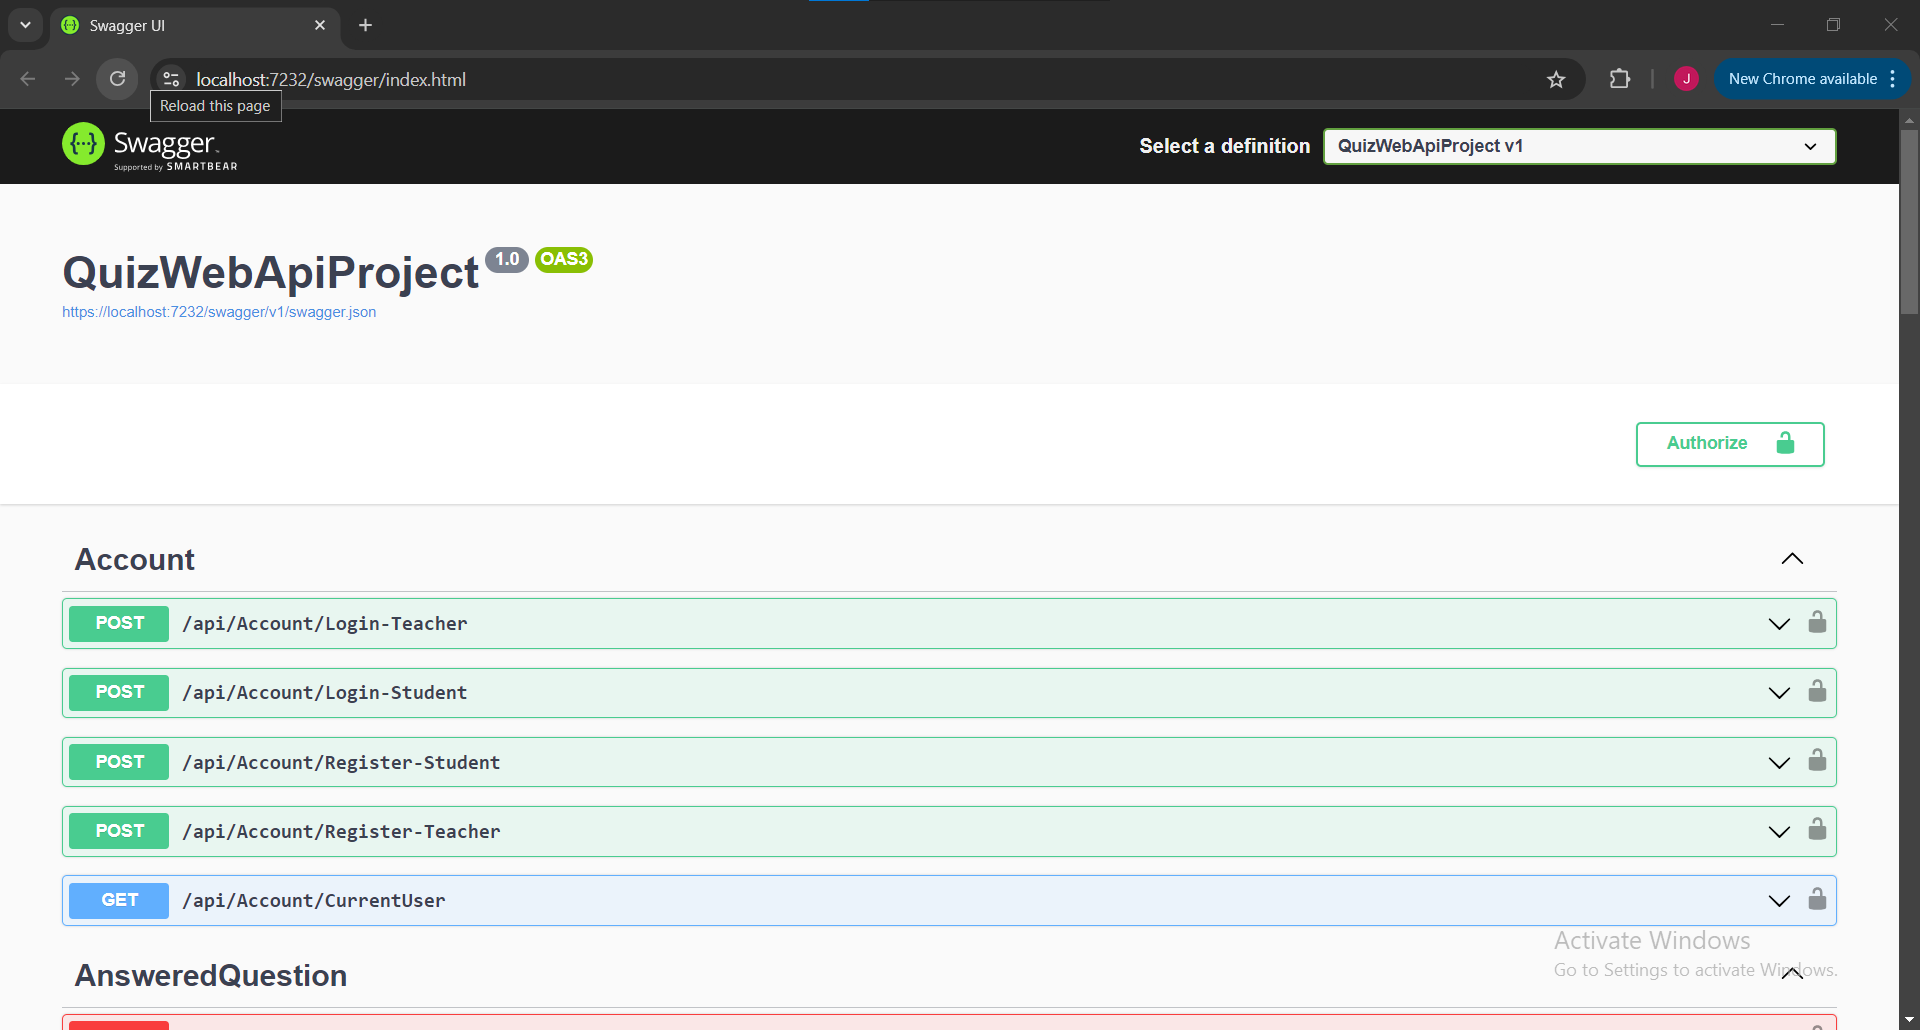 Swagger UI
localhost:7232/swagger/index.html
J
New Chrome available
Reload this page
Swagger
Supported by SMARTBEAR
Select a definition
QuizWebApiProject v1
QuizWebApiProject 1.0 OAS3
https://localhost:7232/swagger/v1/swagger.json
Authorize
Account
POST /api/Account/Login-Teacher
POST /api/Account/Login-Student
POST /api/Account/Register-Student
POST /api/Account/Register-Teacher
GET /api/Account/CurrentUser
Activate Windows
Go to Settings to activate Windows.
AnsweredQuestion